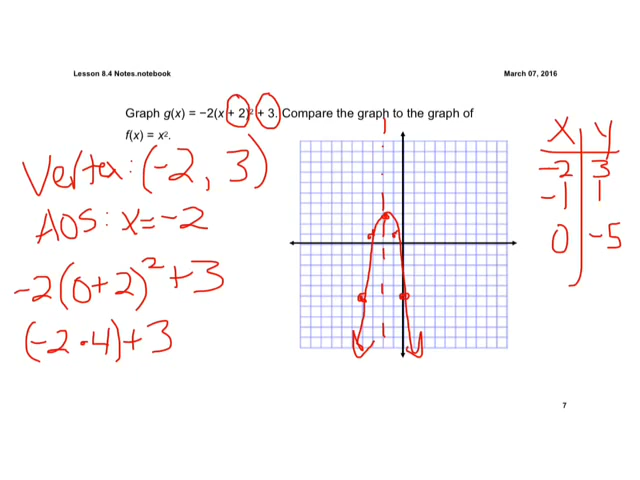 Lesson 8.4 Notes.notebook
March 07, 2016
Graph g(x) = −2(x + 2)² + 3. Compare the graph to the graph of
f(x) = x².
Vertex: (-2, 3)
AOS: x=-2
-2(0+2)²+3
(-2·4)+3
X Y
-2 3
-1 1
0 -5
7